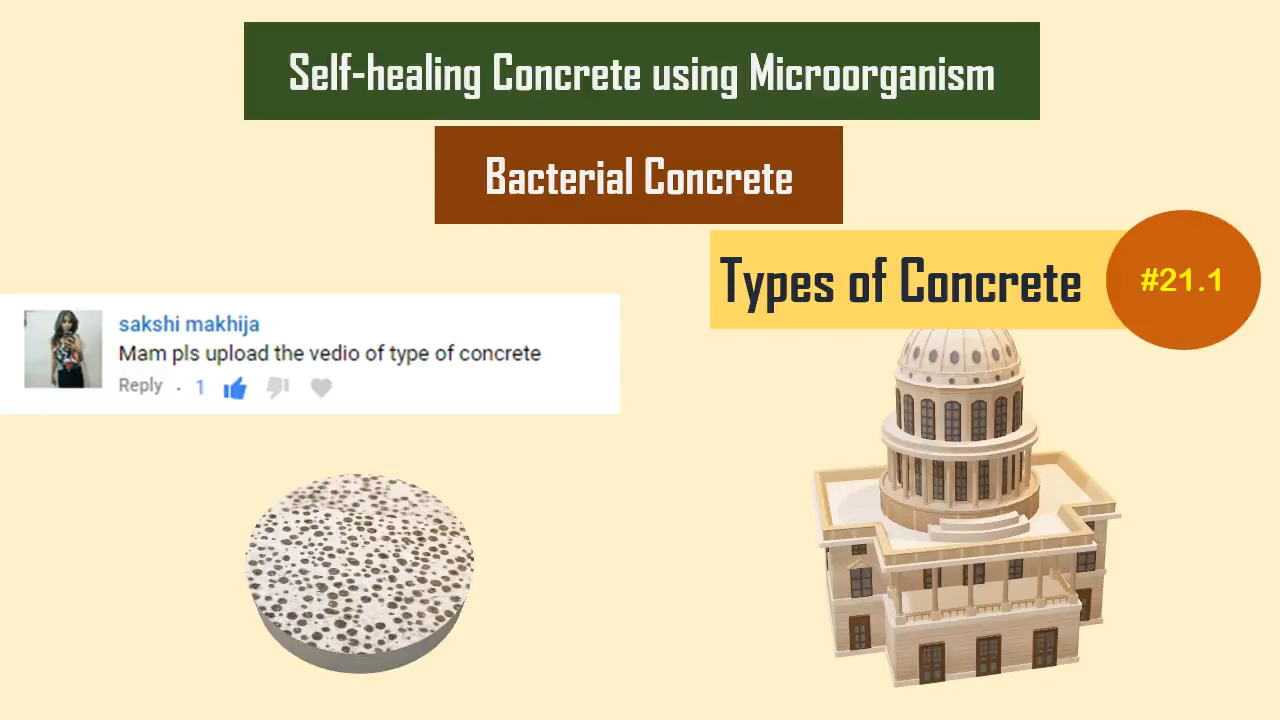 Self-healing Concrete using Microorganism
Bacterial Concrete
Types of Concrete
#21.1
sakshi makhija
Mam pls upload the vedio of type of concrete
Reply · 1